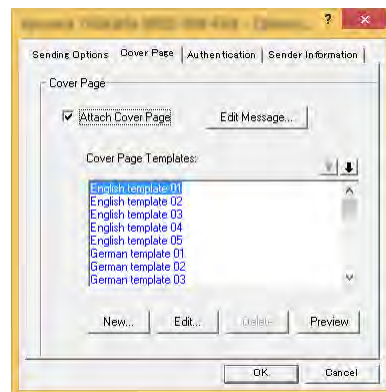 ?
Sending Options Cover Page Authentication Sender Information
Cover Page
Attach Cover Page Edit Message...
Cover Page Templates:
English template 01
English template 02
English template 03
English template 04
English template 05
German template 01
German template 02
German template 03
New... Edit... Delete Preview
OK Cancel